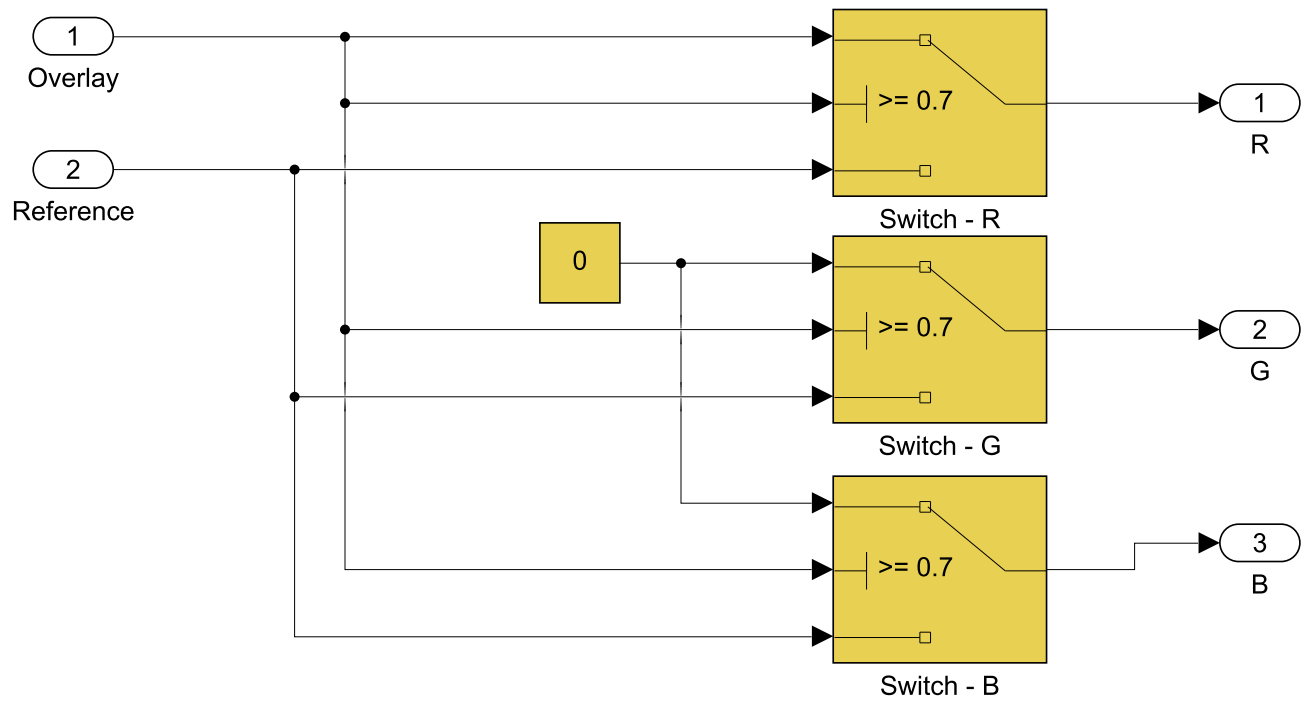 1
Overlay
2
Reference
0
>= 0.7
Switch - R
>= 0.7
Switch - G
>= 0.7
Switch - B
1
R
2
G
3
B